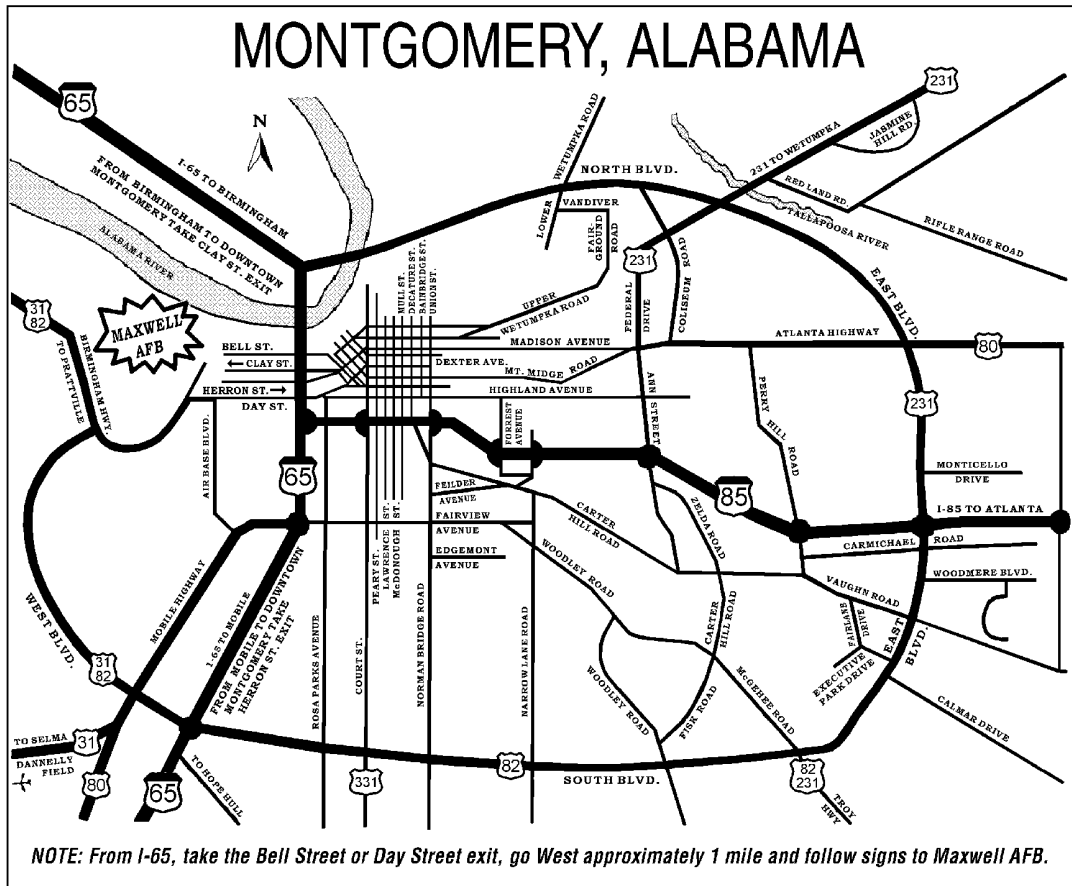 MONTGOMERY, ALABAMA
65
N
231
I-65 TO BIRMINGHAM
FROM BIRMINGHAM TO DOWNTOWN
MONTGOMERY TAKE CLAY ST. EXIT
ALABAMA RIVER
LOWER WETUMPKA ROAD
NORTH BLVD.
VANDIVER
FAIR-
GROUND
ROAD
231 TO WETUMPKA
JASMINE
HILL RD.
RED LAND RD.
TALLAPOOSA RIVER
RIFLE RANGE ROAD
231
COLISEUM ROAD
EAST BLVD.
31
82
TO PRATTVILLE
BIRMINGHAM HWY.
MAXWELL
AFB
MULL ST.
DECATURE ST.
BAINBRIDGE ST.
UNION ST.
UPPER
WETUMPKA ROAD
FEDERAL
DRIVE
MADISON AVENUE
ATLANTA HIGHWAY
80
BELL ST.
← CLAY ST.
DEXTER AVE.
MT. MIDGE ROAD
HERRON ST. →
HIGHLAND AVENUE
DAY ST.
AIR BASE BLVD.
65
FORREST
AVENUE
ANN STREET
PERRY HILL ROAD
231
MONTICELLO
DRIVE
85
I-85 TO ATLANTA
FEILDER
AVENUE
CARTER
HILL ROAD
ZELDA ROAD
CARMICHAEL ROAD
FAIRVIEW
AVENUE
EDGEMONT
AVENUE
WOODLEY ROAD
WOODMERE BLVD.
VAUGHN ROAD
PEARY ST.
LAWRENCE ST.
McDONOUGH ST.
WEST BLVD.
MOBILE HIGHWAY
I-65 TO MOBILE
FROM MOBILE TO DOWNTOWN
MONTGOMERY TAKE
HERRON ST. EXIT
ROSA PARKS AVENUE
COURT ST.
NORMAN BRIDGE ROAD
NARROW LANE ROAD
CARTER
HILL ROAD
FAIRLANE
DRIVE
EAST
BLVD.
EXECUTIVE
PARK DRIVE
31
82
WOODLEY ROAD
FISK ROAD
McGEHEE ROAD
CALMAR DRIVE
TO SELMA
31
DANNELLY
FIELD
80
65
TO HOPE HULL
331
82
SOUTH BLVD.
82
231
TROY
HWY
NOTE: From I-65, take the Bell Street or Day Street exit, go West approximately 1 mile and follow signs to Maxwell AFB.